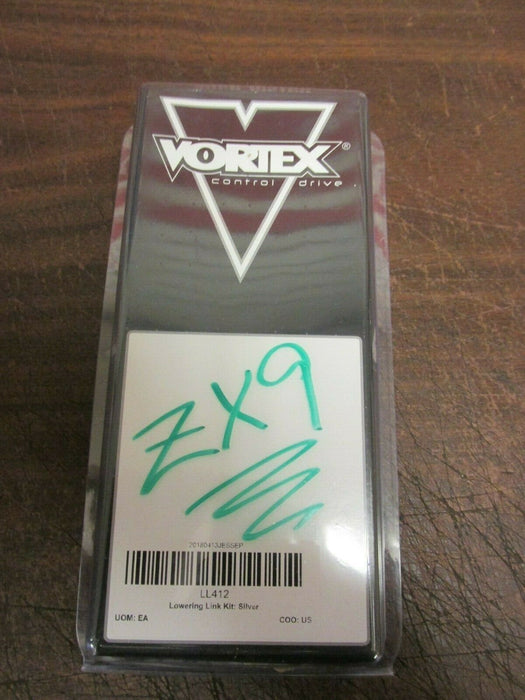 VORTEX®
control drive
ZX9
20180413JESSEP
LL412
Lowering Link Kit: Silver
UOM: EA
COO: US